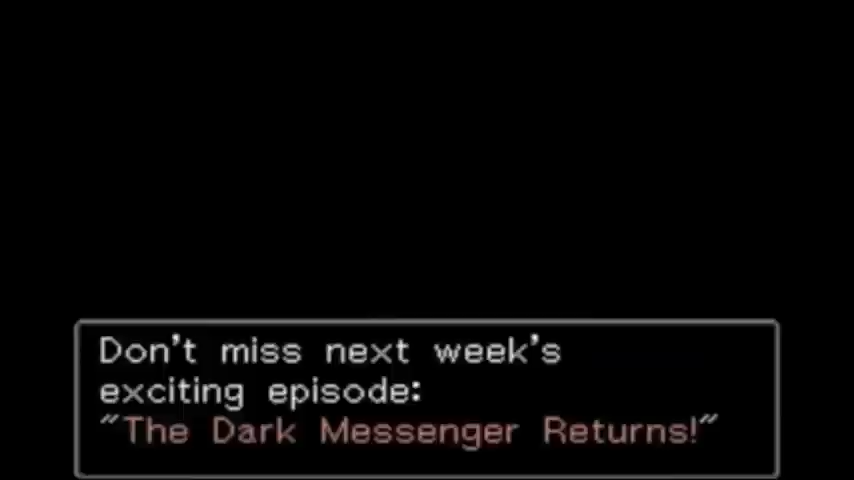 Don't miss next week's
exciting episode:
"The Dark Messenger Returns!"